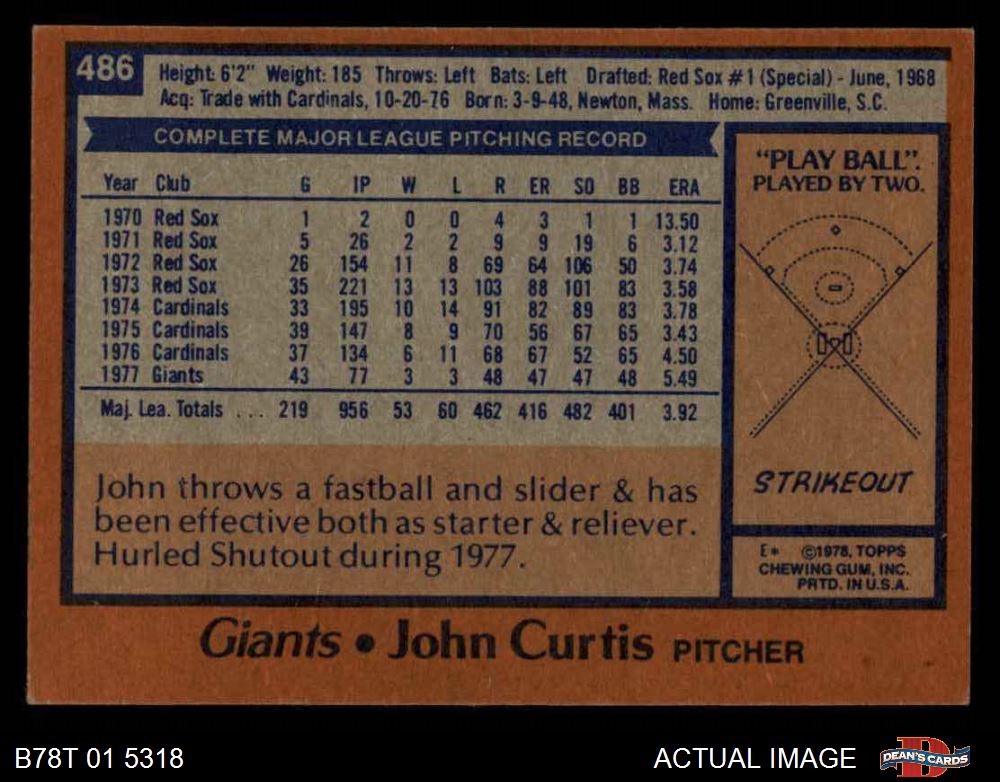 486
Height: 6'2" Weight: 185 Throws: Left Bats: Left Drafted: Red Sox #1 (Special) - June, 1968
Acq: Trade with Cardinals, 10-20-76 Born: 3-9-48, Newton, Mass. Home: Greenville, S.C.
COMPLETE MAJOR LEAGUE PITCHING RECORD
Year Club G IP W L R ER SO BB ERA
1970 Red Sox 1 2 0 0 4 3 1 1 13.50
1971 Red Sox 5 26 2 2 9 9 19 6 3.12
1972 Red Sox 26 154 11 8 69 64 106 50 3.74
1973 Red Sox 35 221 13 13 103 88 101 83 3.58
1974 Cardinals 33 195 10 14 91 82 89 83 3.78
1975 Cardinals 39 147 8 9 70 56 67 65 3.43
1976 Cardinals 37 134 6 11 68 67 52 65 4.50
1977 Giants 43 77 3 3 48 47 47 48 5.49
Maj. Lea. Totals ... 219 956 53 60 462 416 482 401 3.92
John throws a fastball and slider & has
been effective both as starter & reliever.
Hurled Shutout during 1977.
"PLAY BALL".
PLAYED BY TWO.
STRIKEOUT
E* ©1978, TOPPS
CHEWING GUM, INC.
PRTD. IN U.S.A.
Giants • John Curtis PITCHER
B78T 01 5318
ACTUAL IMAGE
DEAN'S CARDS